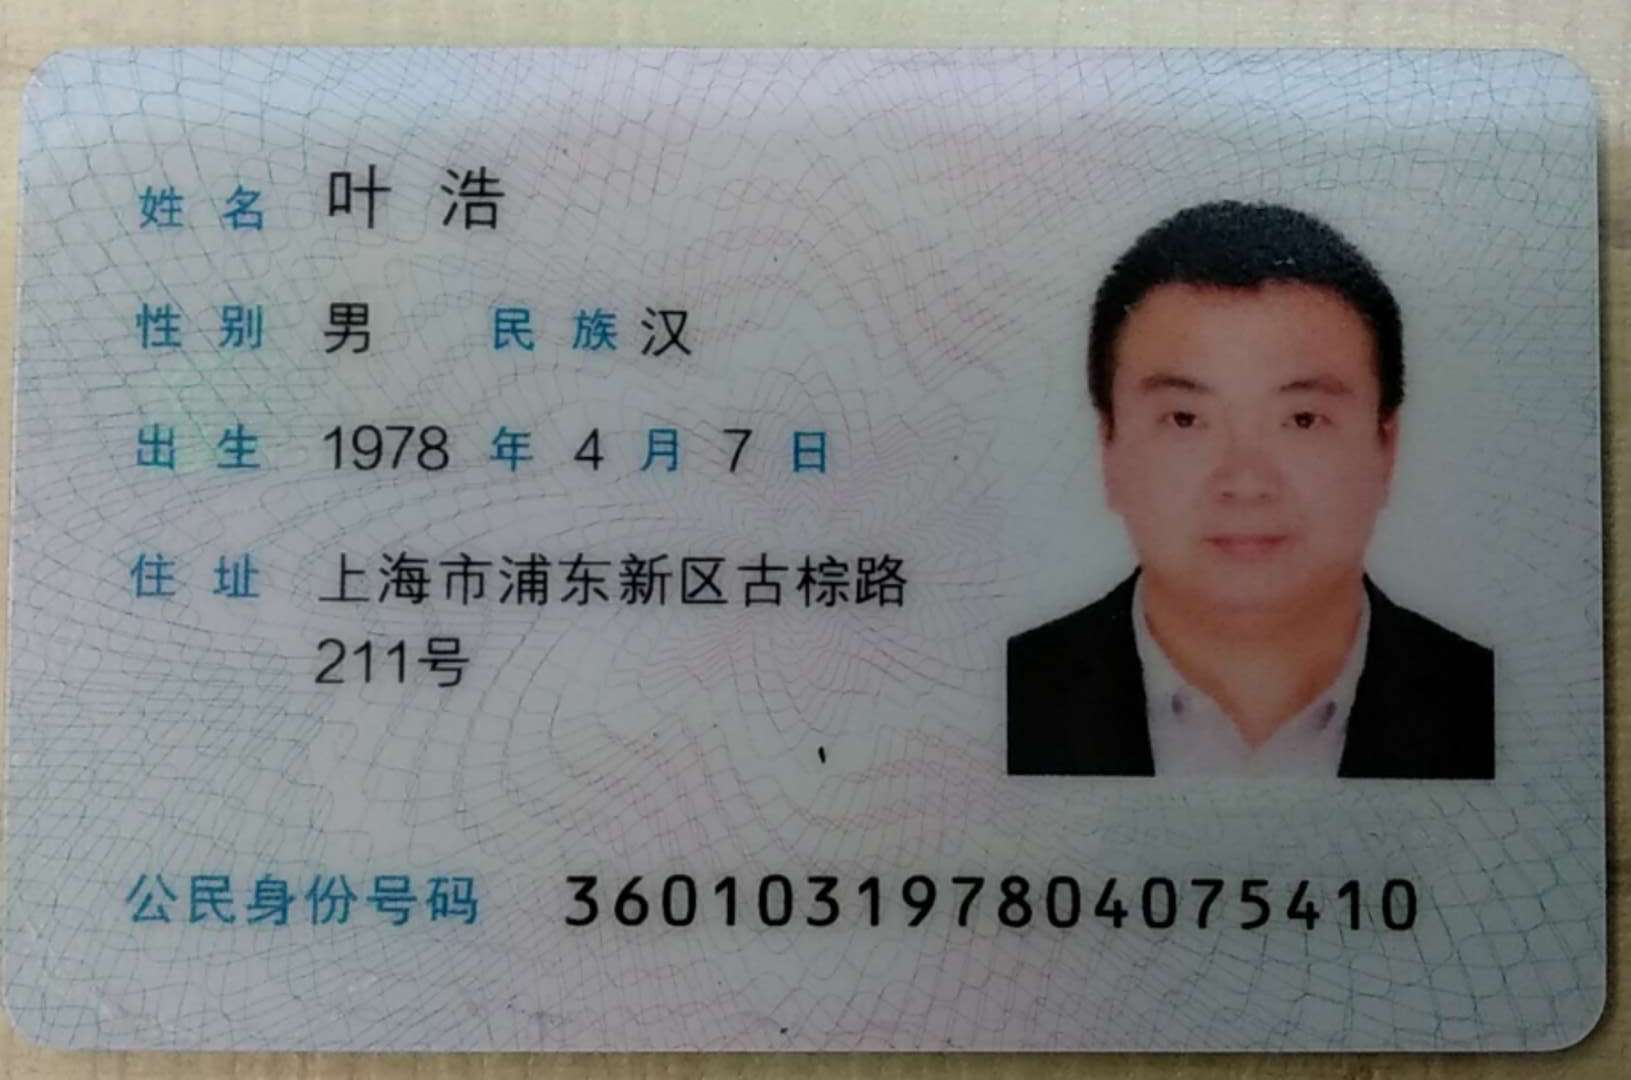 姓名 叶浩
性别 男 民族 汉
出生 1978 年 4 月 7 日
住址 上海市浦东新区古棕路
211号
公民身份号码 360103197804075410